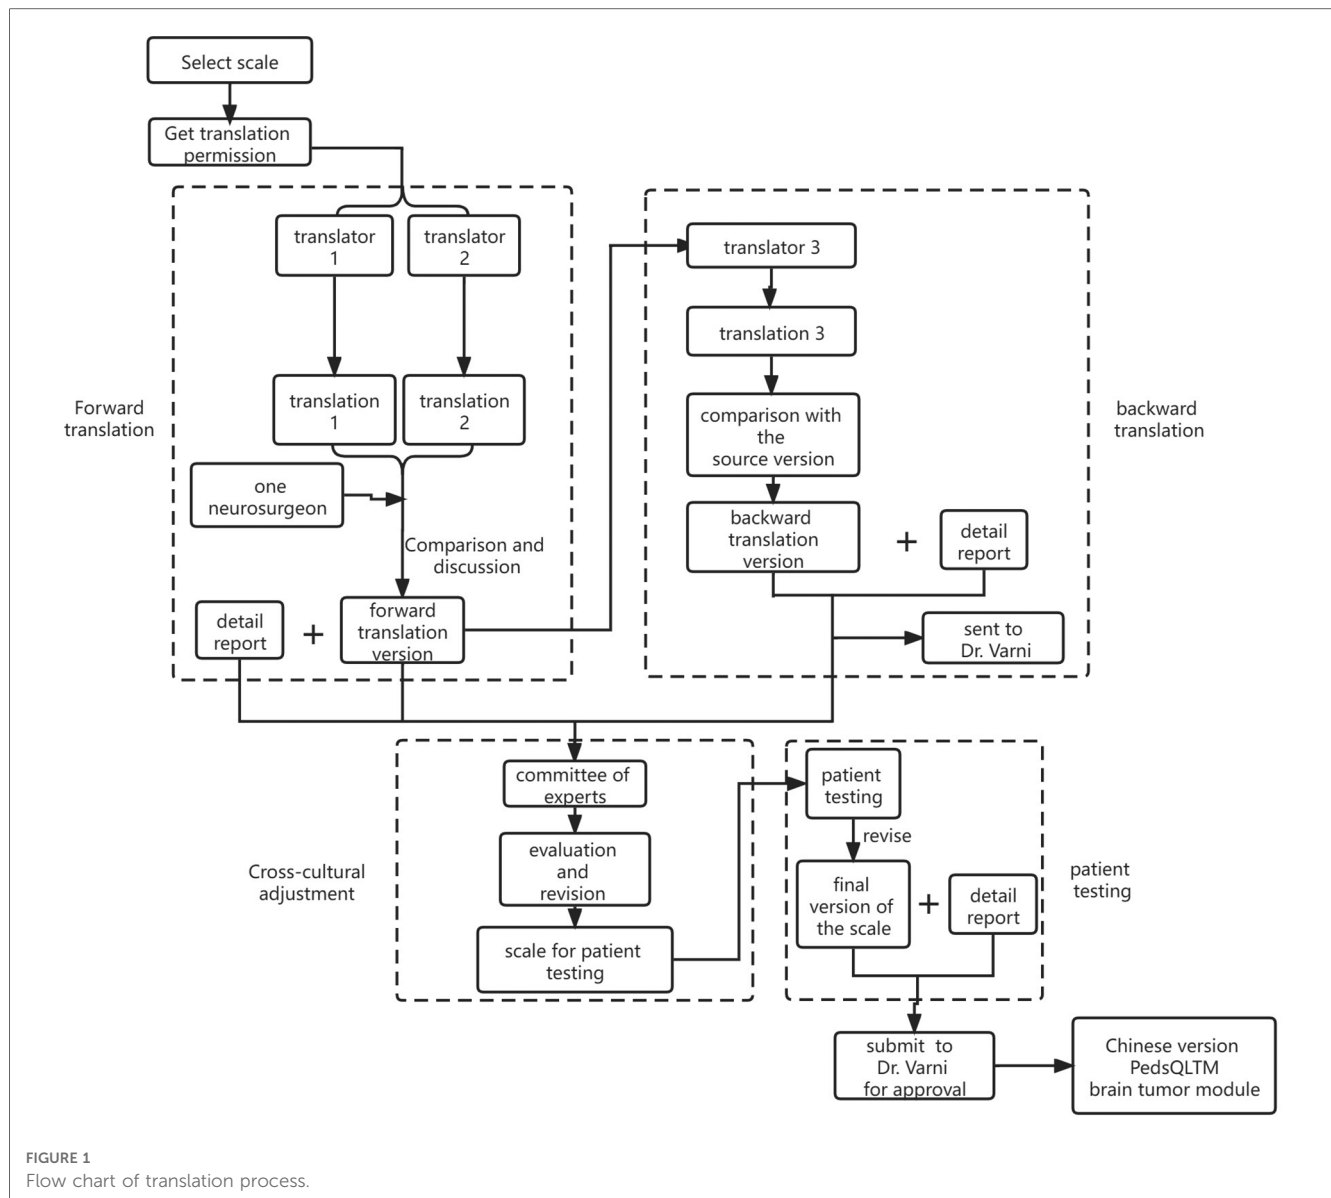 Select scale
Get translation
permission
translator
1
translator
2
translation
1
translation
2
Forward
translation
one
neurosurgeon
Comparison and
discussion
detail
report
+
forward
translation
version
translator 3
translation 3
comparison with
the
source version
backward
translation
version
+
detail
report
sent to
Dr. Varni
backward
translation
committee of
experts
evaluation
and
revision
scale for patient
testing
Cross-cultural
adjustment
patient
testing
revise
final
version of
the scale
+
detail
report
patient
testing
submit to
Dr. Varni
for approval
Chinese version
PedsQLTM
brain tumor module
FIGURE 1
Flow chart of translation process.